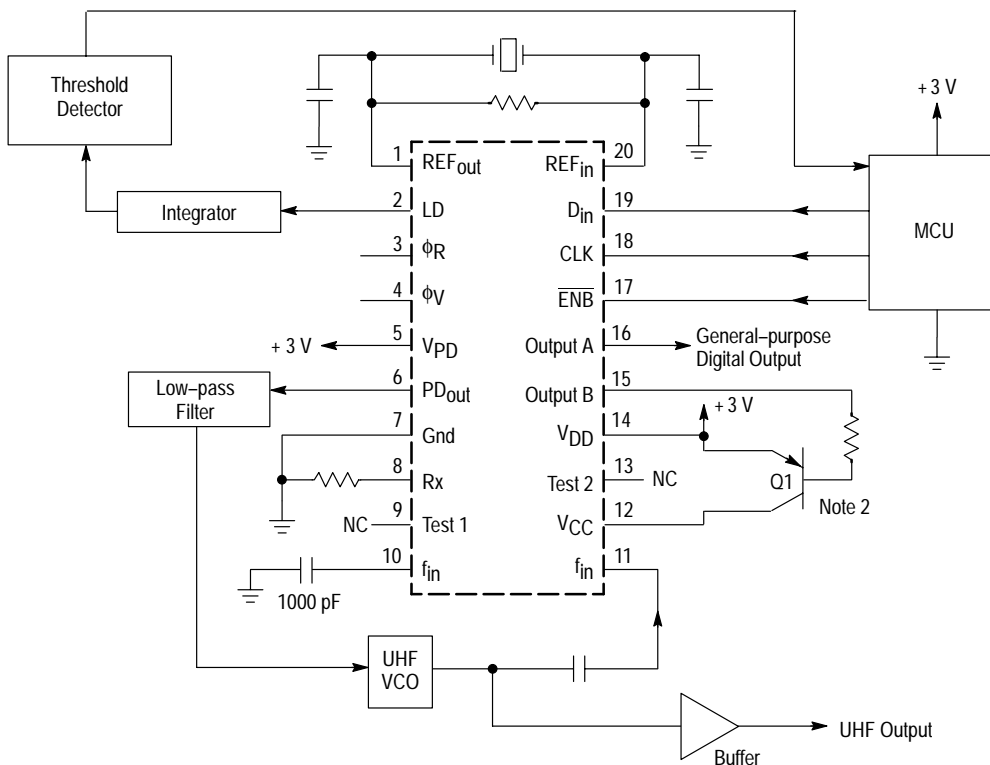 Threshold
Detector
Integrator
+ 3 V
Low–pass
Filter
1 REFout
2 LD
3 ϕR
4 ϕV
5 VPD
6 PDout
7 Gnd
8 Rx
NC 9 Test 1
10 fin
1000 pF
REFin 20
Din 19
CLK 18
ENB 17
Output A 16
Output B 15
VDD 14
Test 2 13 NC
VCC 12
fin 11
+ 3 V
MCU
General–purpose
Digital Output
+ 3 V
Q1
Note 2
UHF
VCO
Buffer
UHF Output